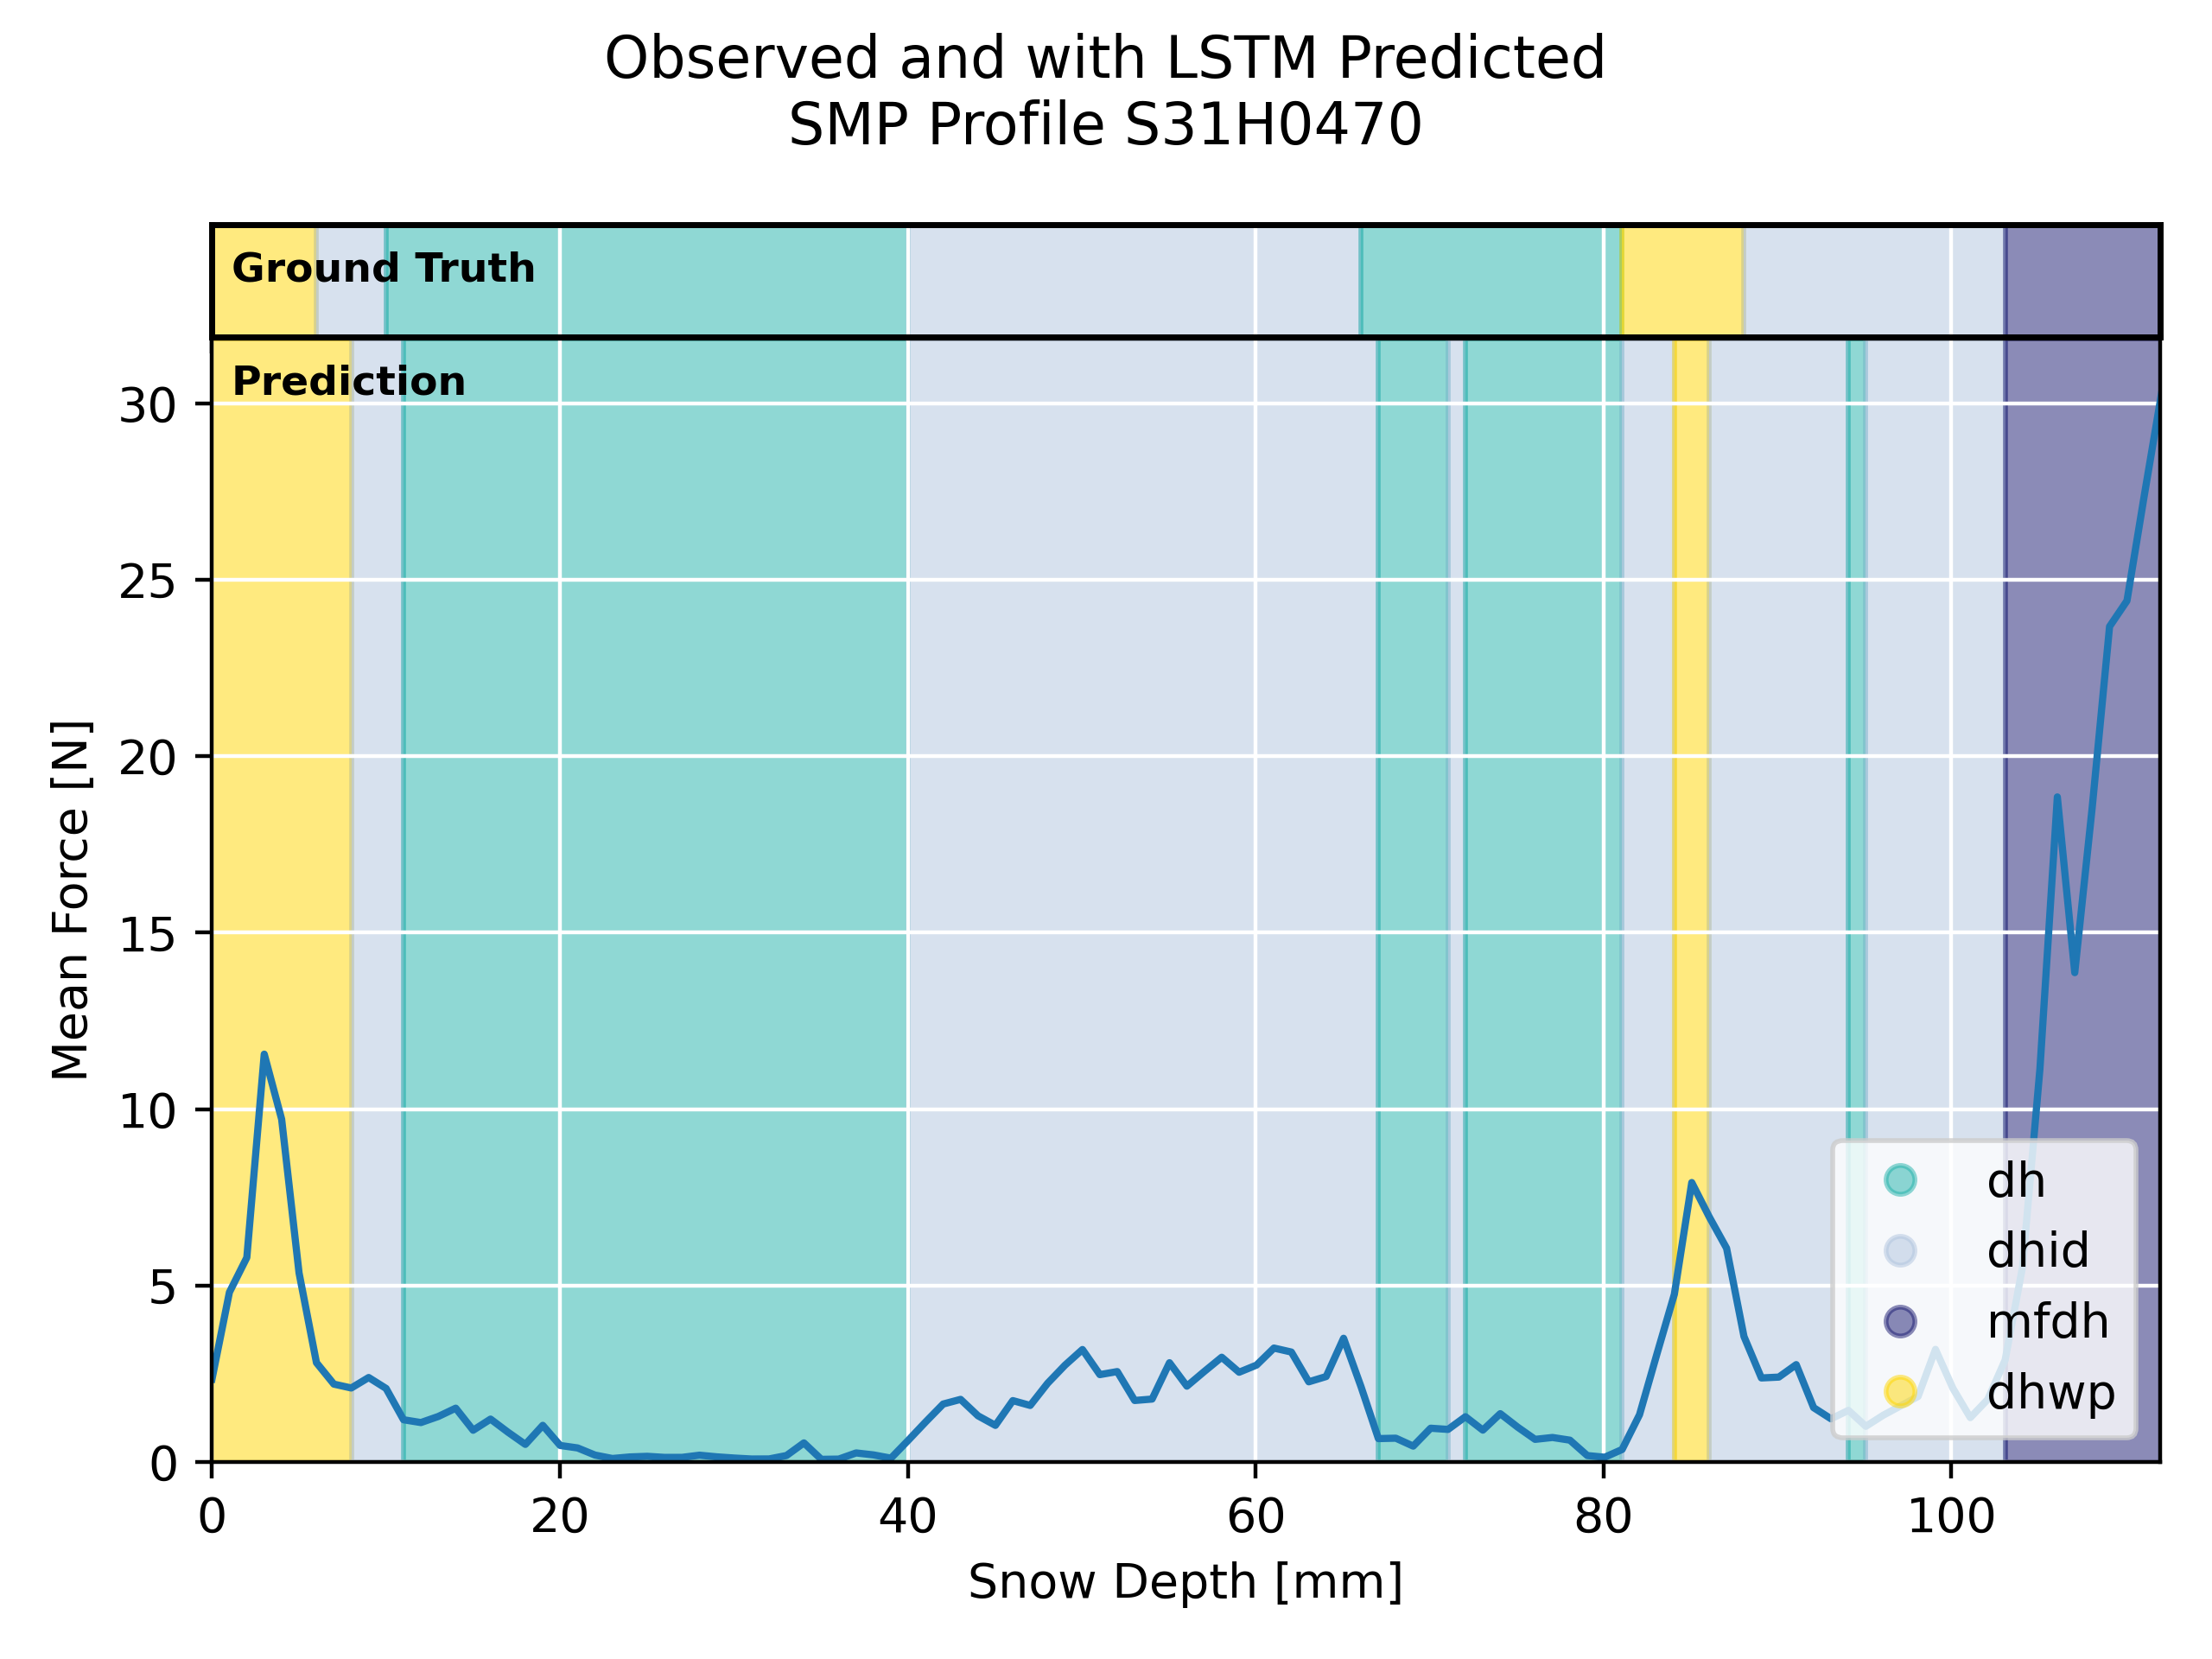 Observed and with LSTM Predicted
SMP Profile S31H0470
Ground Truth
Prediction
30
25
20
15
10
5
0
Mean Force [N]
dh
dhid
mfdh
dhwp
0 20 40 60 80 100
Snow Depth [mm]